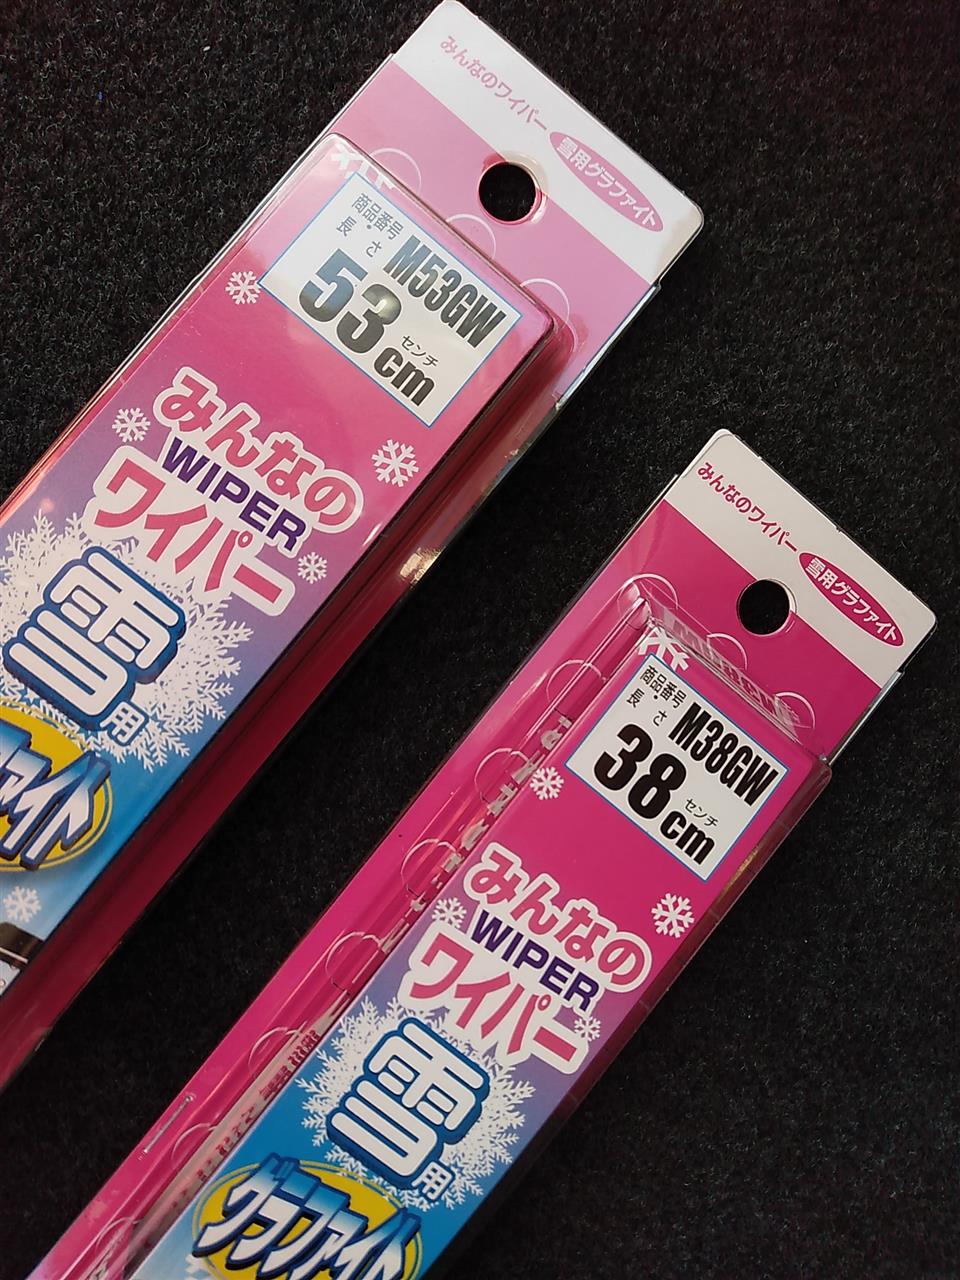 みんなのワイパー 雪用グラファイト
商品番号 M53GW
長さ 53cm
センチ
みんなの
WIPER
ワイパー
雪用
ファイト
みんなのワイパー 雪用グラファイト
商品番号 M38GW
長さ 38cm
センチ
みんなの
WIPER
ワイパー
雪用
グラファイト